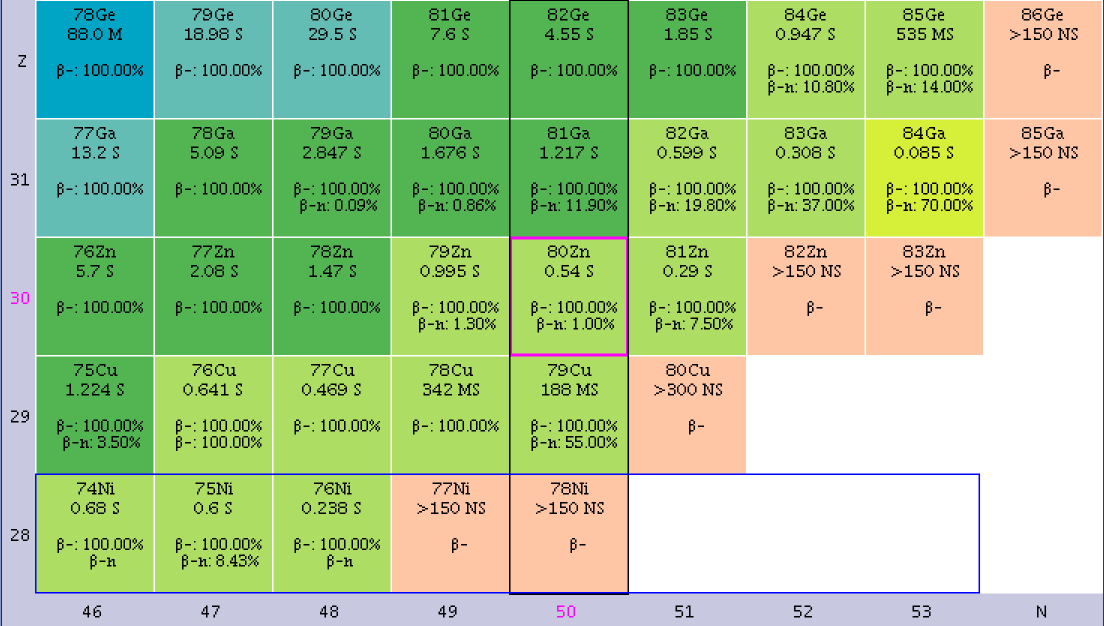 78Ge 79Ge 80Ge 81Ge 82Ge 83Ge 84Ge 85Ge 86Ge
88.0 M 18.98 S 29.5 S 7.6 S 4.55 S 1.85 S 0.947 S 535 MS >150 NS
Z β-: 100.00% β-: 100.00% β-: 100.00% β-: 100.00% β-: 100.00% β-: 100.00% β-: 100.00% β-: 100.00% β-
β-n: 10.80% β-n: 14.00%
77Ga 78Ga 79Ga 80Ga 81Ga 82Ga 83Ga 84Ga 85Ga
13.2 S 5.09 S 2.847 S 1.676 S 1.217 S 0.599 S 0.308 S 0.085 S >150 NS
31 β-: 100.00% β-: 100.00% β-: 100.00% β-: 100.00% β-: 100.00% β-: 100.00% β-: 100.00% β-: 100.00% β-
β-n: 0.09% β-n: 0.86% β-n: 11.90% β-n: 19.80% β-n: 37.00% β-n: 70.00%
76Zn 77Zn 78Zn 79Zn 80Zn 81Zn 82Zn 83Zn
5.7 S 2.08 S 1.47 S 0.995 S 0.54 S 0.29 S >150 NS >150 NS
30 β-: 100.00% β-: 100.00% β-: 100.00% β-: 100.00% β-: 100.00% β-: 100.00% β- β-
β-n: 1.30% β-n: 1.00% β-n: 7.50%
75Cu 76Cu 77Cu 78Cu 79Cu 80Cu
1.224 S 0.641 S 0.469 S 342 MS 188 MS >300 NS
29 β-: 100.00% β-: 100.00% β-: 100.00% β-: 100.00% β-: 100.00% β-
β-n: 3.50% β-: 100.00% β-n: 55.00%
74Ni 75Ni 76Ni 77Ni 78Ni
0.68 S 0.6 S 0.238 S >150 NS >150 NS
28 β-: 100.00% β-: 100.00% β-: 100.00% β- β-
β-n β-n: 8.43% β-n
46 47 48 49 50 51 52 53 N